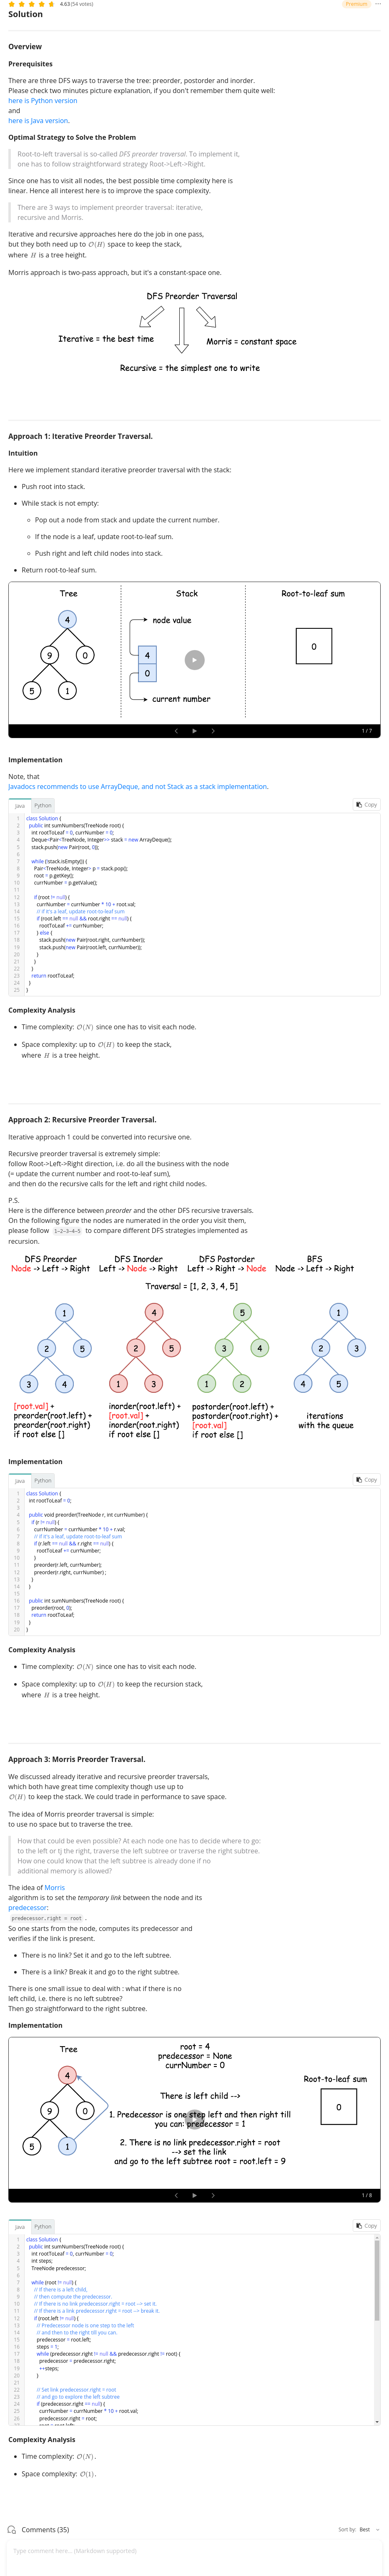 4.63 (54 votes)
Premium
Solution
Overview
Prerequisites
There are three DFS ways to traverse the tree: preorder, postorder and inorder.
Please check two minutes picture explanation, if you don't remember them quite well:
here is Python version
and
here is Java version.
Optimal Strategy to Solve the Problem
Root-to-left traversal is so-called DFS preorder traversal. To implement it,
one has to follow straightforward strategy Root->Left->Right.
Since one has to visit all nodes, the best possible time complexity here is
linear. Hence all interest here is to improve the space complexity.
There are 3 ways to implement preorder traversal: iterative,
recursive and Morris.
Iterative and recursive approaches here do the job in one pass,
but they both need up to O(H) space to keep the stack,
where H is a tree height.
Morris approach is two-pass approach, but it's a constant-space one.
DFS Preorder Traversal
Iterative = the best time
Morris = constant space
Recursive = the simplest one to write
Approach 1: Iterative Preorder Traversal.
Intuition
Here we implement standard iterative preorder traversal with the stack:
• Push root into stack.
• While stack is not empty:
◦ Pop out a node from stack and update the current number.
◦ If the node is a leaf, update root-to-leaf sum.
◦ Push right and left child nodes into stack.
• Return root-to-leaf sum.
Tree
Stack
Root-to-leaf sum
4
9
0
5
1
node value
4
0
current number
0
1 / 7
Implementation
Note, that
Javadocs recommends to use ArrayDeque, and not Stack as a stack implementation.
Java
Python
Copy
1 class Solution {
2 public int sumNumbers(TreeNode root) {
3 int rootToLeaf = 0, currNumber = 0;
4 Deque<Pair<TreeNode, Integer>> stack = new ArrayDeque();
5 stack.push(new Pair(root, 0));
6
7 while (!stack.isEmpty()) {
8 Pair<TreeNode, Integer> p = stack.pop();
9 root = p.getKey();
10 currNumber = p.getValue();
11
12 if (root != null) {
13 currNumber = currNumber * 10 + root.val;
14 // if it's a leaf, update root-to-leaf sum
15 if (root.left == null && root.right == null) {
16 rootToLeaf += currNumber;
17 } else {
18 stack.push(new Pair(root.right, currNumber));
19 stack.push(new Pair(root.left, currNumber));
20 }
21 }
22 }
23 return rootToLeaf;
24 }
25 }
Complexity Analysis
• Time complexity: O(N) since one has to visit each node.
• Space complexity: up to O(H) to keep the stack,
where H is a tree height.
Approach 2: Recursive Preorder Traversal.
Iterative approach 1 could be converted into recursive one.
Recursive preorder traversal is extremely simple:
follow Root->Left->Right direction, i.e. do all the business with the node
(= update the current number and root-to-leaf sum),
and then do the recursive calls for the left and right child nodes.
P.S.
Here is the difference between preorder and the other DFS recursive traversals.
On the following figure the nodes are numerated in the order you visit them,
please follow 1-2-3-4-5 to compare different DFS strategies implemented as
recursion.
DFS Preorder
Node -> Left -> Right
DFS Inorder
Left -> Node -> Right
DFS Postorder
Left -> Right -> Node
BFS
Node -> Left -> Right
Traversal = [1, 2, 3, 4, 5]
1
2
5
3
4
4
2
5
1
3
5
3
4
1
2
1
2
3
4
5
[root.val] +
preorder(root.left) +
preorder(root.right)
if root else []
inorder(root.left) +
[root.val] +
inorder(root.right)
if root else []
postorder(root.left) +
postorder(root.right) +
[root.val]
if root else []
iterations
with the queue
Implementation
Java
Python
Copy
1 class Solution {
2 int rootToLeaf = 0;
3
4 public void preorder(TreeNode r, int currNumber) {
5 if (r != null) {
6 currNumber = currNumber * 10 + r.val;
7 // if it's a leaf, update root-to-leaf sum
8 if (r.left == null && r.right == null) {
9 rootToLeaf += currNumber;
10 }
11 preorder(r.left, currNumber);
12 preorder(r.right, currNumber) ;
13 }
14 }
15
16 public int sumNumbers(TreeNode root) {
17 preorder(root, 0);
18 return rootToLeaf;
19 }
20 }
Complexity Analysis
• Time complexity: O(N) since one has to visit each node.
• Space complexity: up to O(H) to keep the recursion stack,
where H is a tree height.
Approach 3: Morris Preorder Traversal.
We discussed already iterative and recursive preorder traversals,
which both have great time complexity though use up to
O(H) to keep the stack. We could trade in performance to save space.
The idea of Morris preorder traversal is simple:
to use no space but to traverse the tree.
How that could be even possible? At each node one has to decide where to go:
to the left or tj the right, traverse the left subtree or traverse the right subtree.
How one could know that the left subtree is already done if no
additional memory is allowed?
The idea of Morris
algorithm is to set the temporary link between the node and its
predecessor:
predecessor.right = root .
So one starts from the node, computes its predecessor and
verifies if the link is present.
• There is no link? Set it and go to the left subtree.
• There is a link? Break it and go to the right subtree.
There is one small issue to deal with : what if there is no
left child, i.e. there is no left subtree?
Then go straightforward to the right subtree.
Implementation
Tree
root = 4
predecessor = None
currNumber = 0
Root-to-leaf sum
4
9
0
5
1
There is left child -->
1. Predecessor is one step left and then right till
you can: predecessor = 1
2. There is no link predecessor.right = root
--> set the link
and go to the left subtree root = root.left = 9
0
1 / 8
Java
Python
Copy
1 class Solution {
2 public int sumNumbers(TreeNode root) {
3 int rootToLeaf = 0, currNumber = 0;
4 int steps;
5 TreeNode predecessor;
6
7 while (root != null) {
8 // If there is a left child,
9 // then compute the predecessor.
10 // If there is no link predecessor.right = root --> set it.
11 // If there is a link predecessor.right = root --> break it.
12 if (root.left != null) {
13 // Predecessor node is one step to the left
14 // and then to the right till you can.
15 predecessor = root.left;
16 steps = 1;
17 while (predecessor.right != null && predecessor.right != root) {
18 predecessor = predecessor.right;
19 ++steps;
20 }
21
22 // Set link predecessor.right = root
23 // and go to explore the left subtree
24 if (predecessor.right == null) {
25 currNumber = currNumber * 10 + root.val;
26 predecessor.right = root;
Complexity Analysis
• Time complexity: O(N).
• Space complexity: O(1).
Comments (35)
Sort by: Best
Type comment here... (Markdown supported)